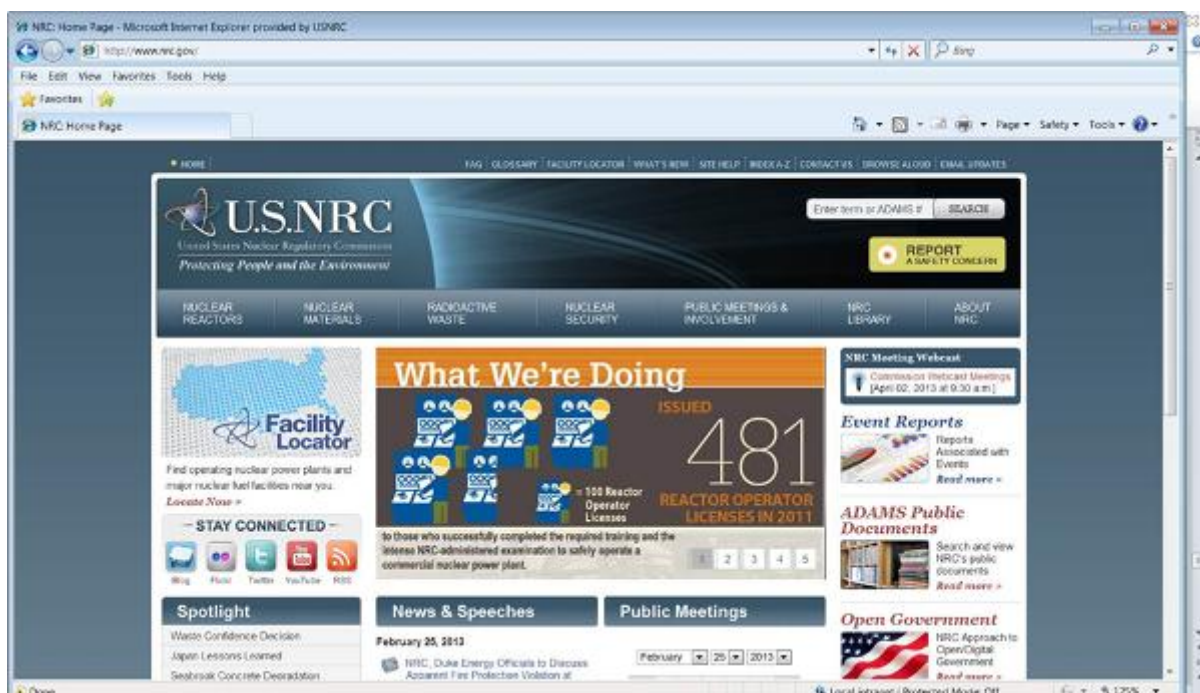 NRC: Home Page - Microsoft Internet Explorer provided by USNRC
http://www.nrc.gov/
Bing
File Edit View Favorites Tools Help
Favorites
NRC: Home Page
Page Safety Tools
HOME
FAQ GLOSSARY FACILITY LOCATOR WHAT'S NEW SITE HELP INDEX A-Z CONTACT US BROWSE ALOUD EMAIL UPDATES
U.S.NRC
United States Nuclear Regulatory Commission
Protecting People and the Environment
Enter term or ADAMS # SEARCH
REPORT
A SAFETY CONCERN
NUCLEAR REACTORS
NUCLEAR MATERIALS
RADIOACTIVE WASTE
NUCLEAR SECURITY
PUBLIC MEETINGS & INVOLVEMENT
NRC LIBRARY
ABOUT NRC
Facility
Locator
Find operating nuclear power plants and
major nuclear fuel facilities near you.
Locate Now »
STAY CONNECTED
Blog Flickr Twitter YouTube RSS
Spotlight
Waste Confidence Decision
Japan Lessons Learned
Seabrook Concrete Degradation
What We're Doing
ISSUED
481
REACTOR OPERATOR
LICENSES IN 2011
= 100 Reactor
Operator
Licenses
to those who successfully completed the required training and the
intense NRC-administered examination to safely operate a
commercial nuclear power plant.
1 2 3 4 5
News & Speeches
February 25, 2013
NRC, Duke Energy Officials to Discuss
Apparent Fire Protection Violation at
Public Meetings
February 25 2013
NRC Meeting Webcast
Commission Webcast Meetings
[April 02, 2013 at 9:30 a.m.]
Event Reports
Reports
Associated with
Events
Read more »
ADAMS Public
Documents
Search and view
NRC's public
documents
Read more »
Open Government
NRC Approach to
Open/Digital
Government
Read more »
Done
Local intranet | Protected Mode: Off
125%